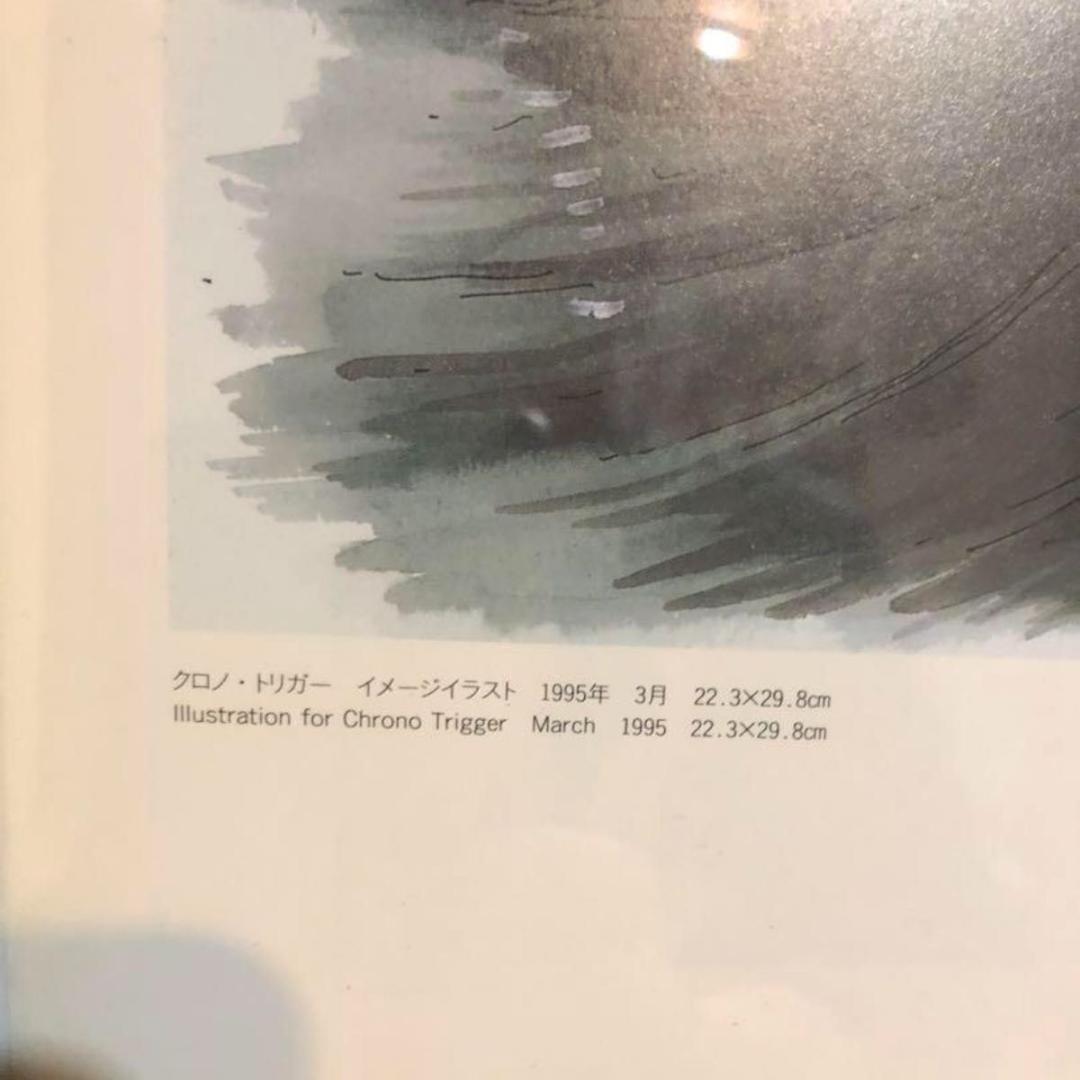 クロノ・トリガー　イメージイラスト　1995年　3月　22.3×29.8㎝
Illustration for Chrono Trigger　March　1995　22.3×29.8㎝